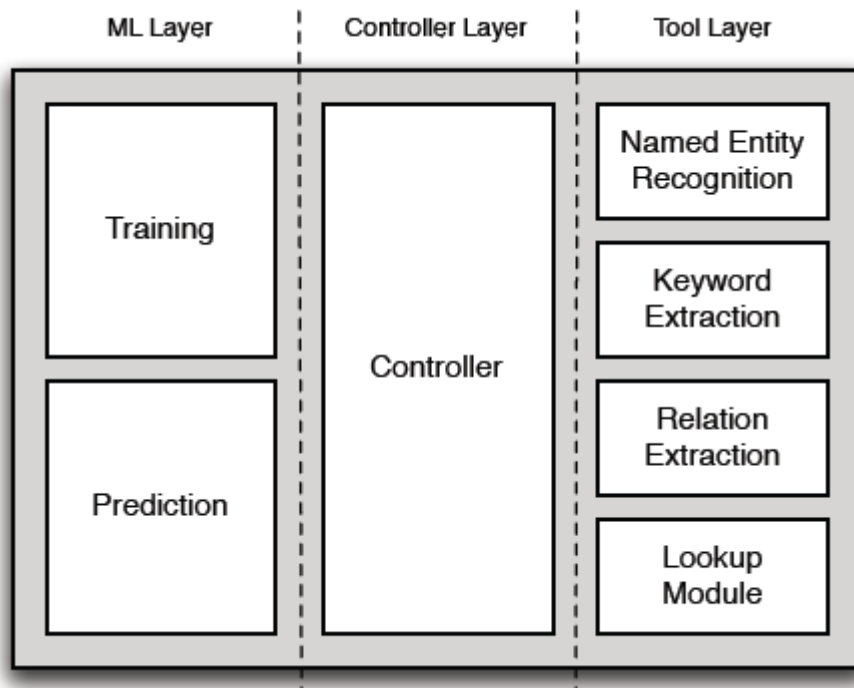 ML Layer
Controller Layer
Tool Layer
Training
Prediction
Controller
Named Entity
Recognition
Keyword
Extraction
Relation
Extraction
Lookup
Module